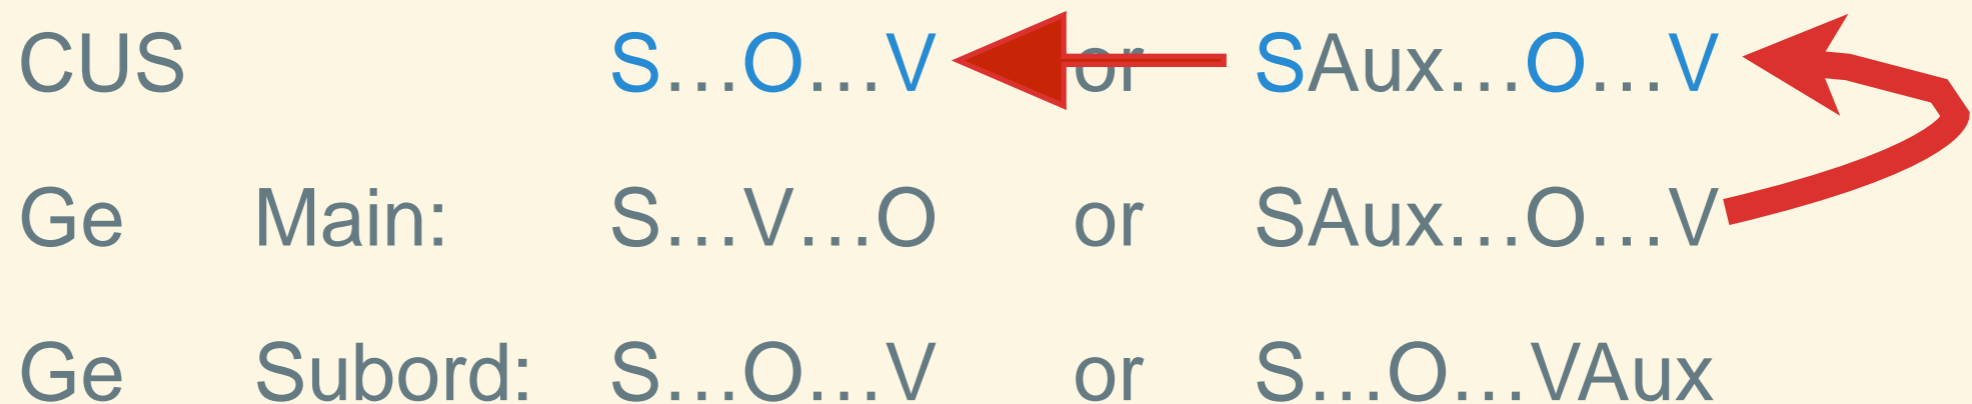 CUS S…O…V or SAux…O…V
Ge Main: S…V…O or SAux…O…V
Ge Subord: S…O…V or S…O…VAux